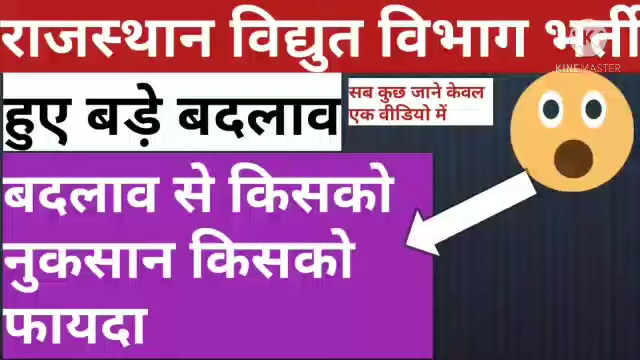 राजस्थान विद्युत विभाग भर्ती
KINEMASTER
हुए बड़े बदलाव
सब कुछ जाने केवल
एक वीडियो में
बदलाव से किसको
नुकसान किसको
फायदा